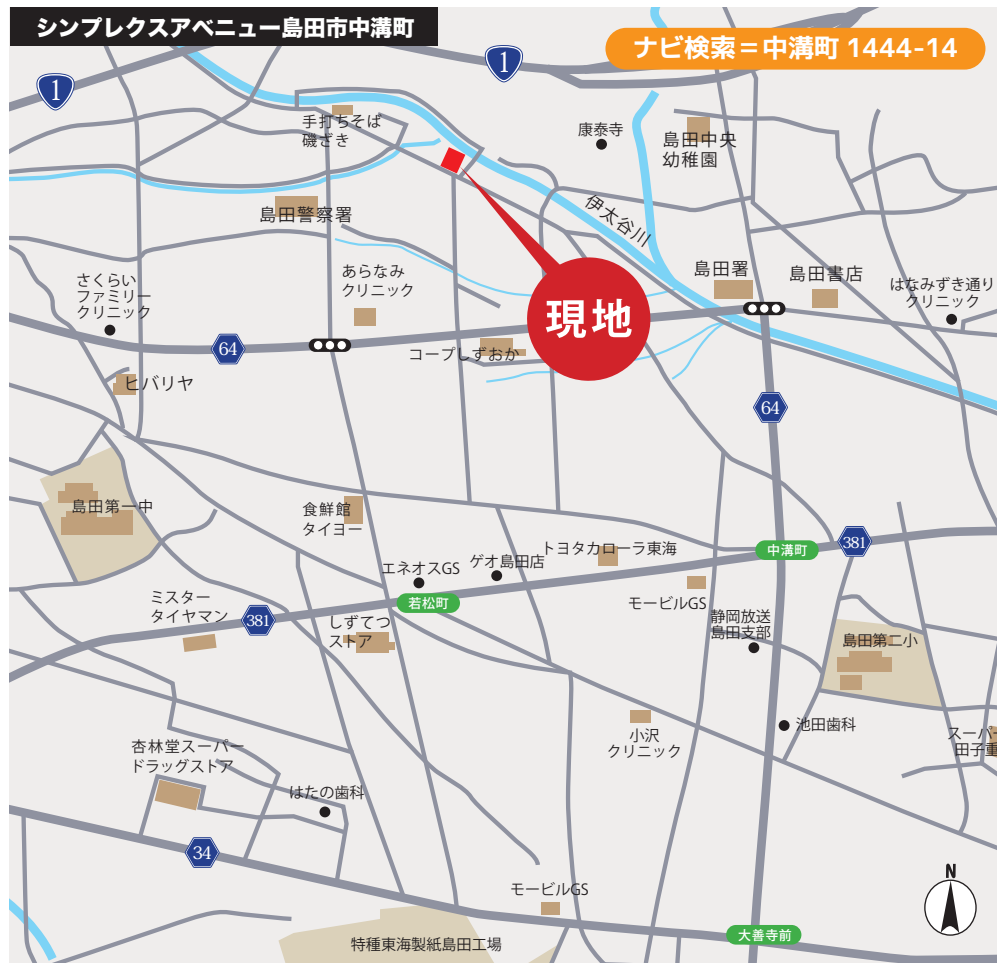 シンプレクスアベニュー島田市中溝町
ナビ検索＝中溝町 1444-14
1
1
手打ちそば
磯ざき
康泰寺
島田中央
幼稚園
島田警察署
伊太谷川
さくらい
ファミリー
クリニック
あらなみ
クリニック
島田署
島田書店
はなみずき通り
クリニック
現地
64
コープしずおか
ヒバリヤ
64
島田第一中
食鮮館
タイヨー
トヨタカローラ東海
中溝町
381
エネオスGS
ゲオ島田店
若松町
モービルGS
ミスター
タイヤマン
381
しずてつ
ストア
静岡放送
島田支部
島田第二小
小沢
クリニック
池田歯科
スーパー
田子重
杏林堂スーパー
ドラッグストア
はたの歯科
34
モービルGS
N
特種東海製紙島田工場
大善寺前